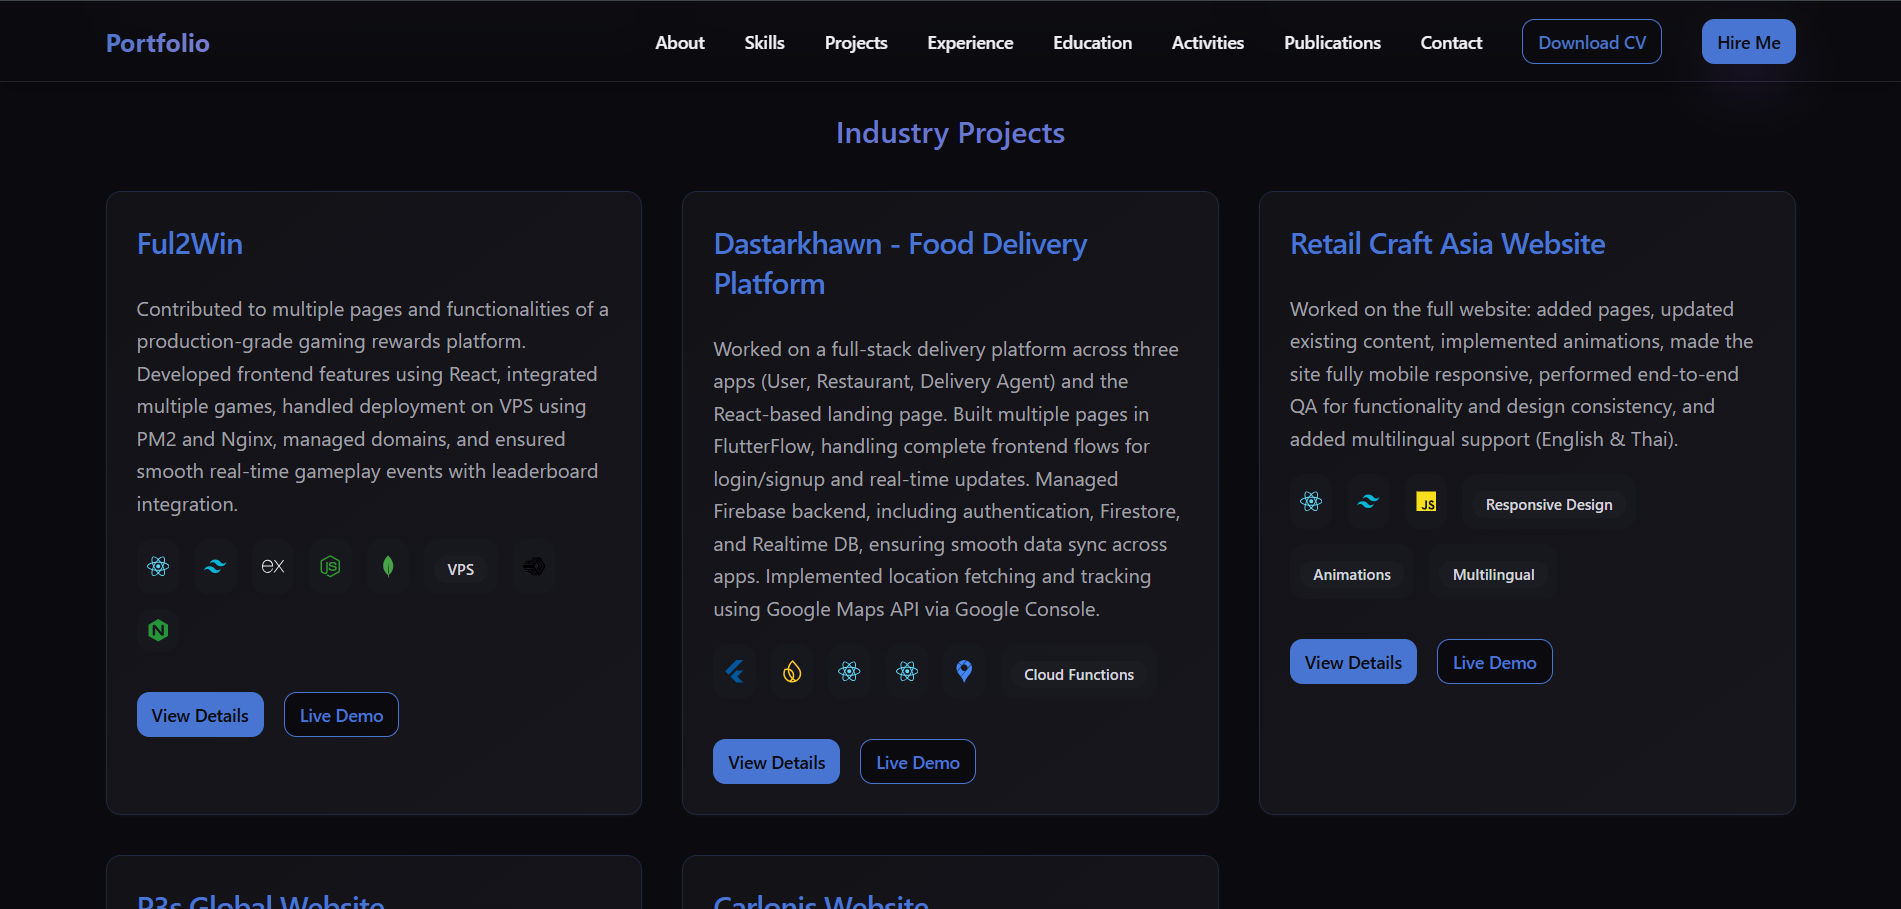 Portfolio
About Skills Projects Experience Education Activities Publications Contact Download CV Hire Me
Industry Projects
Ful2Win
Contributed to multiple pages and functionalities of a
production-grade gaming rewards platform.
Developed frontend features using React, integrated
multiple games, handled deployment on VPS using
PM2 and Nginx, managed domains, and ensured
smooth real-time gameplay events with leaderboard
integration.
ex JS VPS
N
View Details Live Demo
Dastarkhawn - Food Delivery
Platform
Worked on a full-stack delivery platform across three
apps (User, Restaurant, Delivery Agent) and the
React-based landing page. Built multiple pages in
FlutterFlow, handling complete frontend flows for
login/signup and real-time updates. Managed
Firebase backend, including authentication, Firestore,
and Realtime DB, ensuring smooth data sync across
apps. Implemented location fetching and tracking
using Google Maps API via Google Console.
Cloud Functions
View Details Live Demo
Retail Craft Asia Website
Worked on the full website: added pages, updated
existing content, implemented animations, made the
site fully mobile responsive, performed end-to-end
QA for functionality and design consistency, and
added multilingual support (English & Thai).
JS Responsive Design
Animations Multilingual
View Details Live Demo
P3s Global Website
Carlonis Website